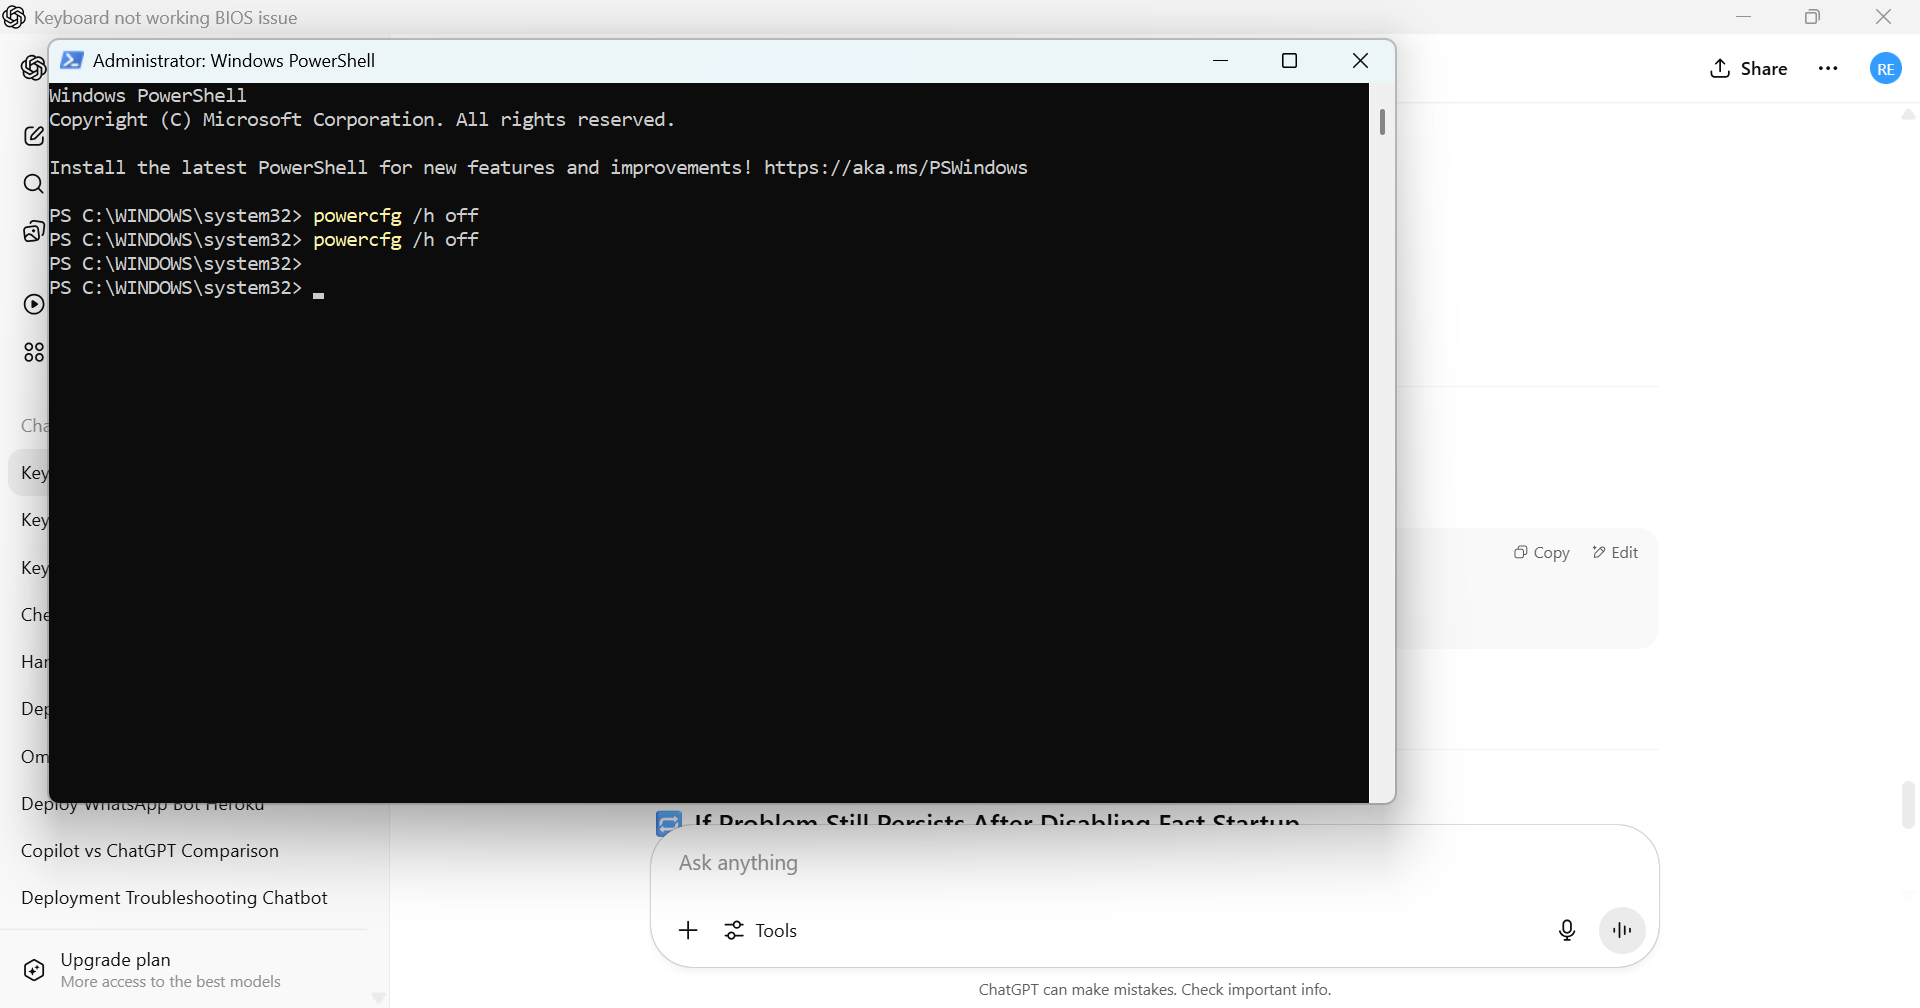 Keyboard not working BIOS issue
Administrator: Windows PowerShell
Share
RE
Windows PowerShell
Copyright (C) Microsoft Corporation. All rights reserved.
Install the latest PowerShell for new features and improvements! https://aka.ms/PSWindows
PS C:\WINDOWS\system32> powercfg /h off
PS C:\WINDOWS\system32> powercfg /h off
PS C:\WINDOWS\system32>
PS C:\WINDOWS\system32>
Cha
Key
Key
Key
Che
Har
Dep
Om
Deploy WhatsApp Bot Heroku
Copilot vs ChatGPT Comparison
Deployment Troubleshooting Chatbot
Upgrade plan
More access to the best models
Copy Edit
If Problem Still Persists After Disabling Fast Startup
Ask anything
Tools
ChatGPT can make mistakes. Check important info.